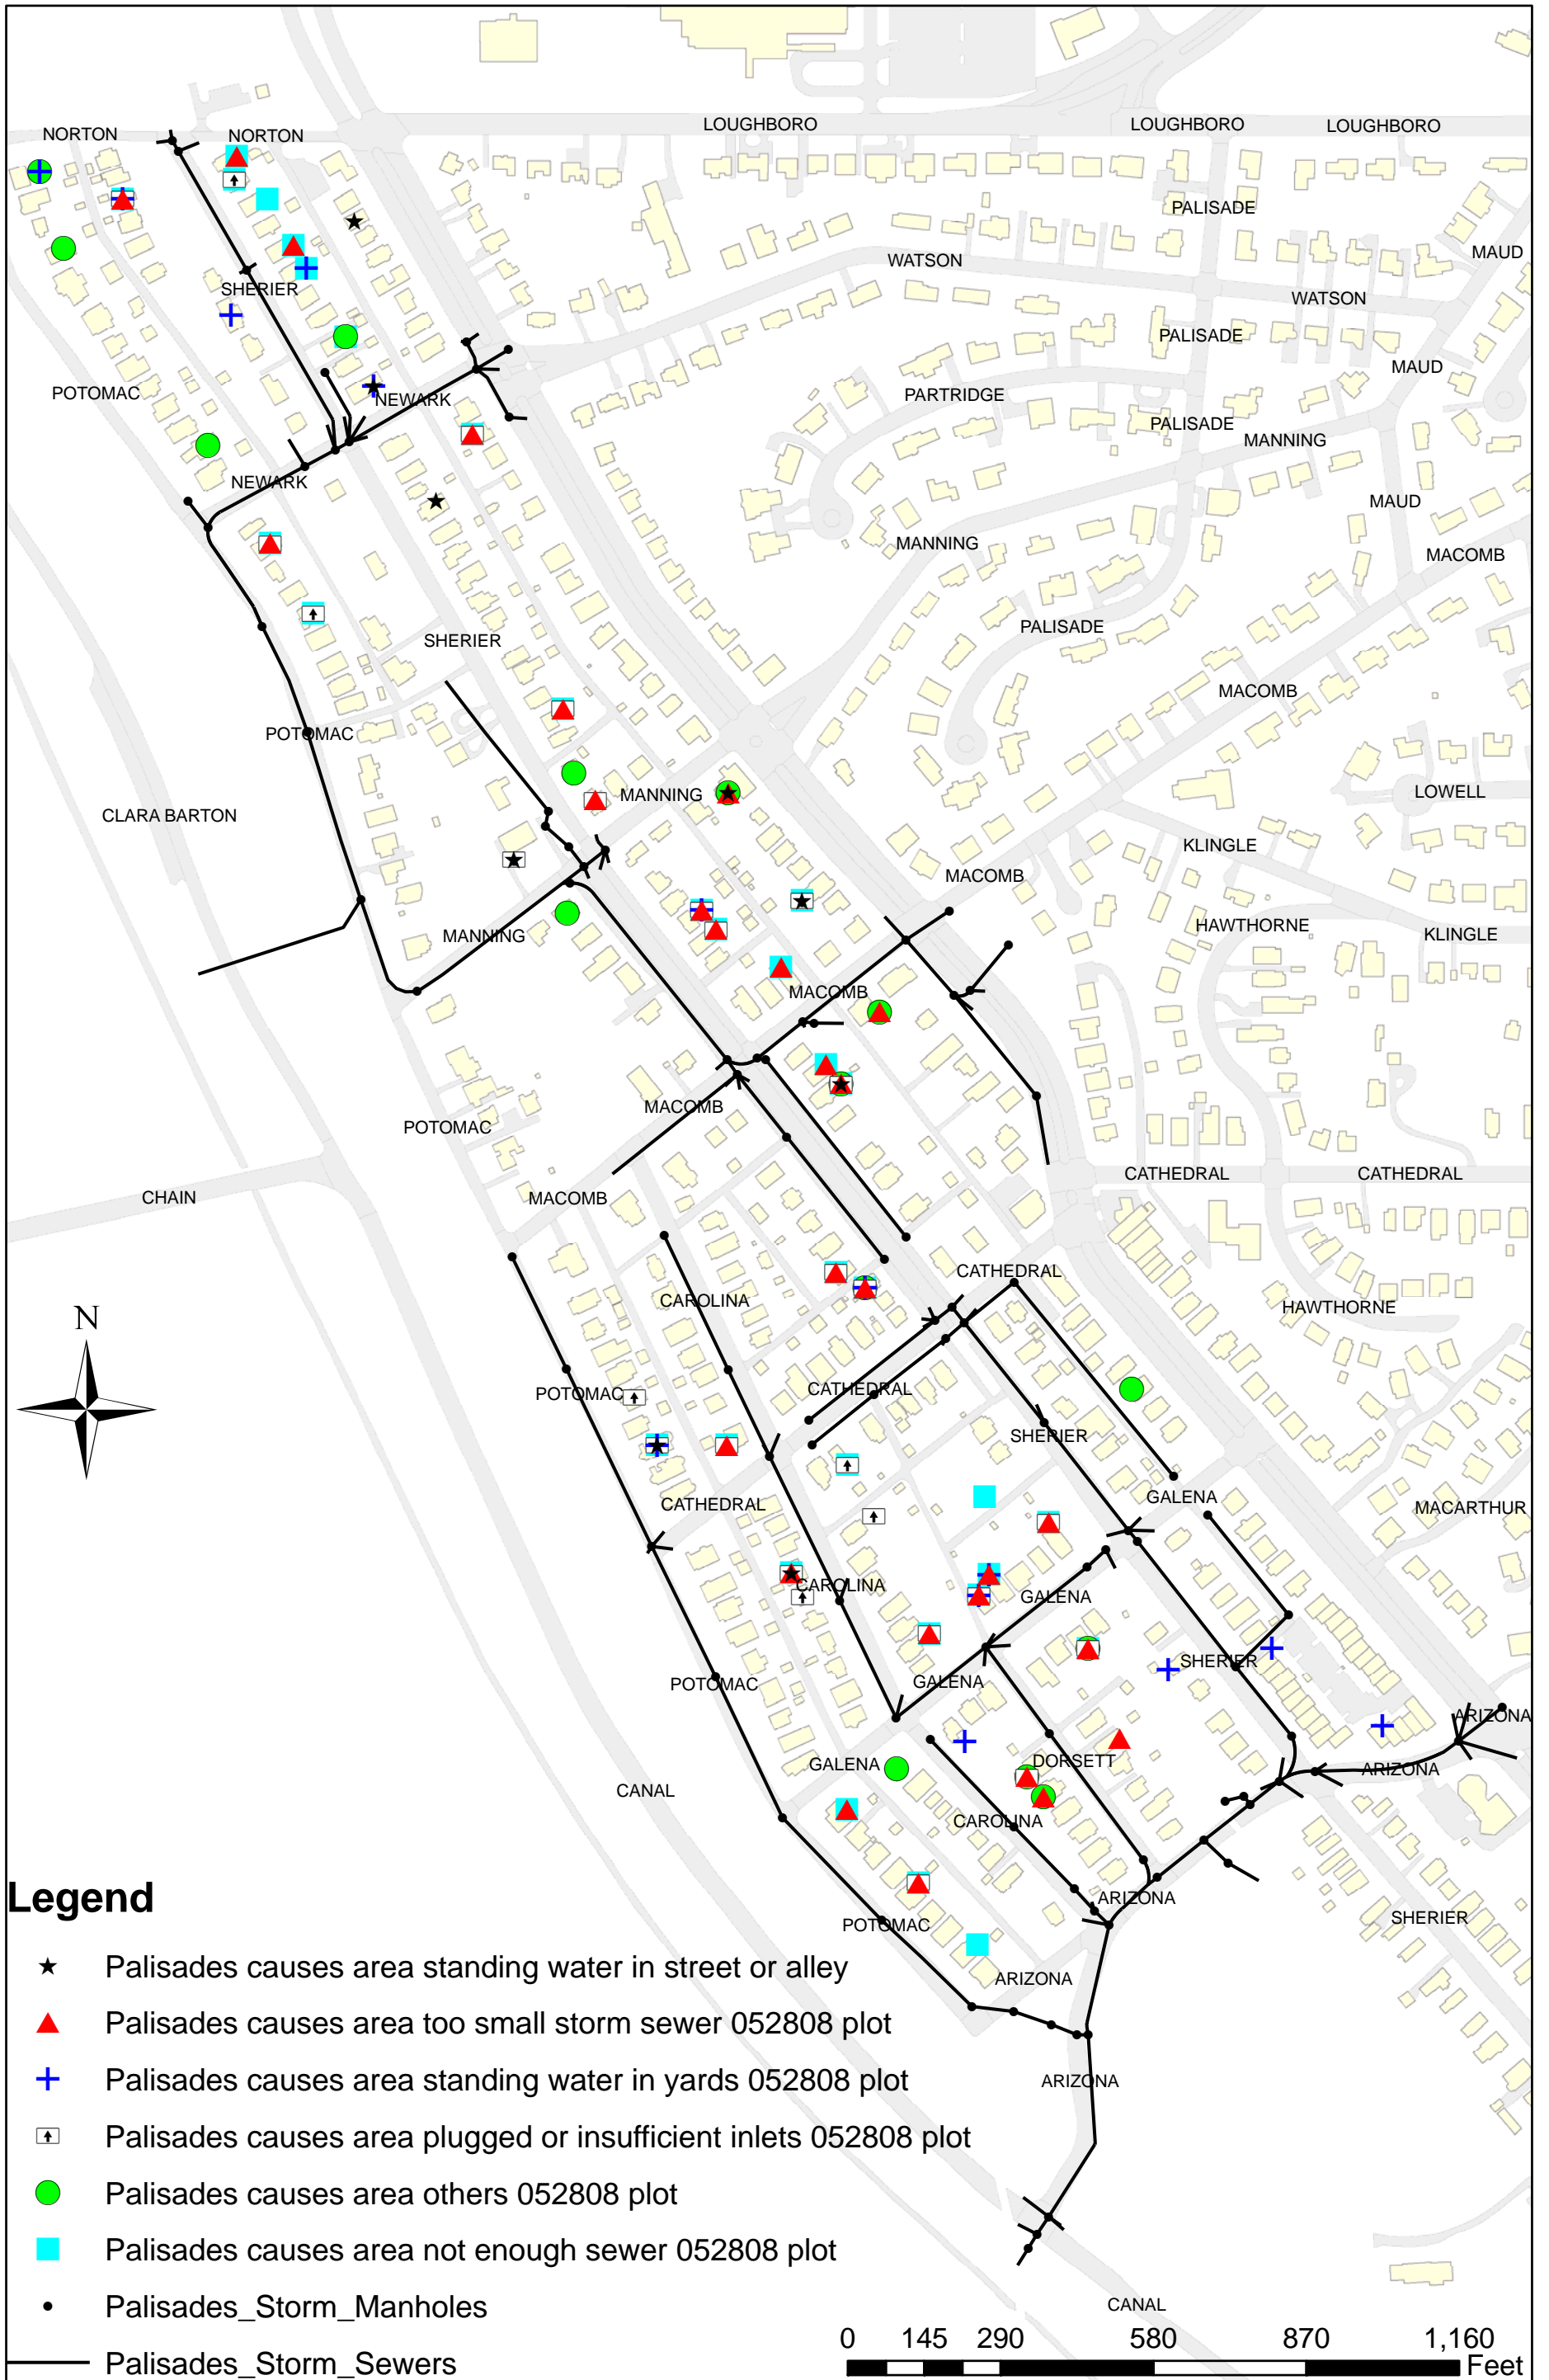 LOUGHBORO
LOUGHBORO
LOUGHBORO
NORTON
NORTON
PALISADE
MAUD
WATSON
SHERIER
WATSON
PALISADE
MAUD
POTOMAC
PARTRIDGE
NEWARK
PALISADE
MANNING
NEWARK
MAUD
MANNING
MACOMB
PALISADE
SHERIER
MACOMB
POTOMAC
LOWELL
MANNING
CLARA BARTON
KLINGLE
MACOMB
HAWTHORNE
KLINGLE
MANNING
MACOMB
MACOMB
POTOMAC
CATHEDRAL
CATHEDRAL
CHAIN
MACOMB
CATHEDRAL
CAROLINA
HAWTHORNE
N
CATHEDRAL
POTOMAC
SHERIER
GALENA
CATHEDRAL
MACARTHUR
CAROLINA
GALENA
SHERIER
GALENA
POTOMAC
ARIZONA
DORSETT
GALENA
ARIZONA
CANAL
CAROLINA
ARIZONA
SHERIER
POTOMAC
ARIZONA
ARIZONA
CANAL
Legend
Palisades causes area standing water in street or alley
Palisades causes area too small storm sewer 052808 plot
Palisades causes area standing water in yards 052808 plot
Palisades causes area plugged or insufficient inlets 052808 plot
Palisades causes area others 052808 plot
Palisades causes area not enough sewer 052808 plot
Palisades_Storm_Manholes
Palisades_Storm_Sewers
0 145 290 580 870 1,160
Feet